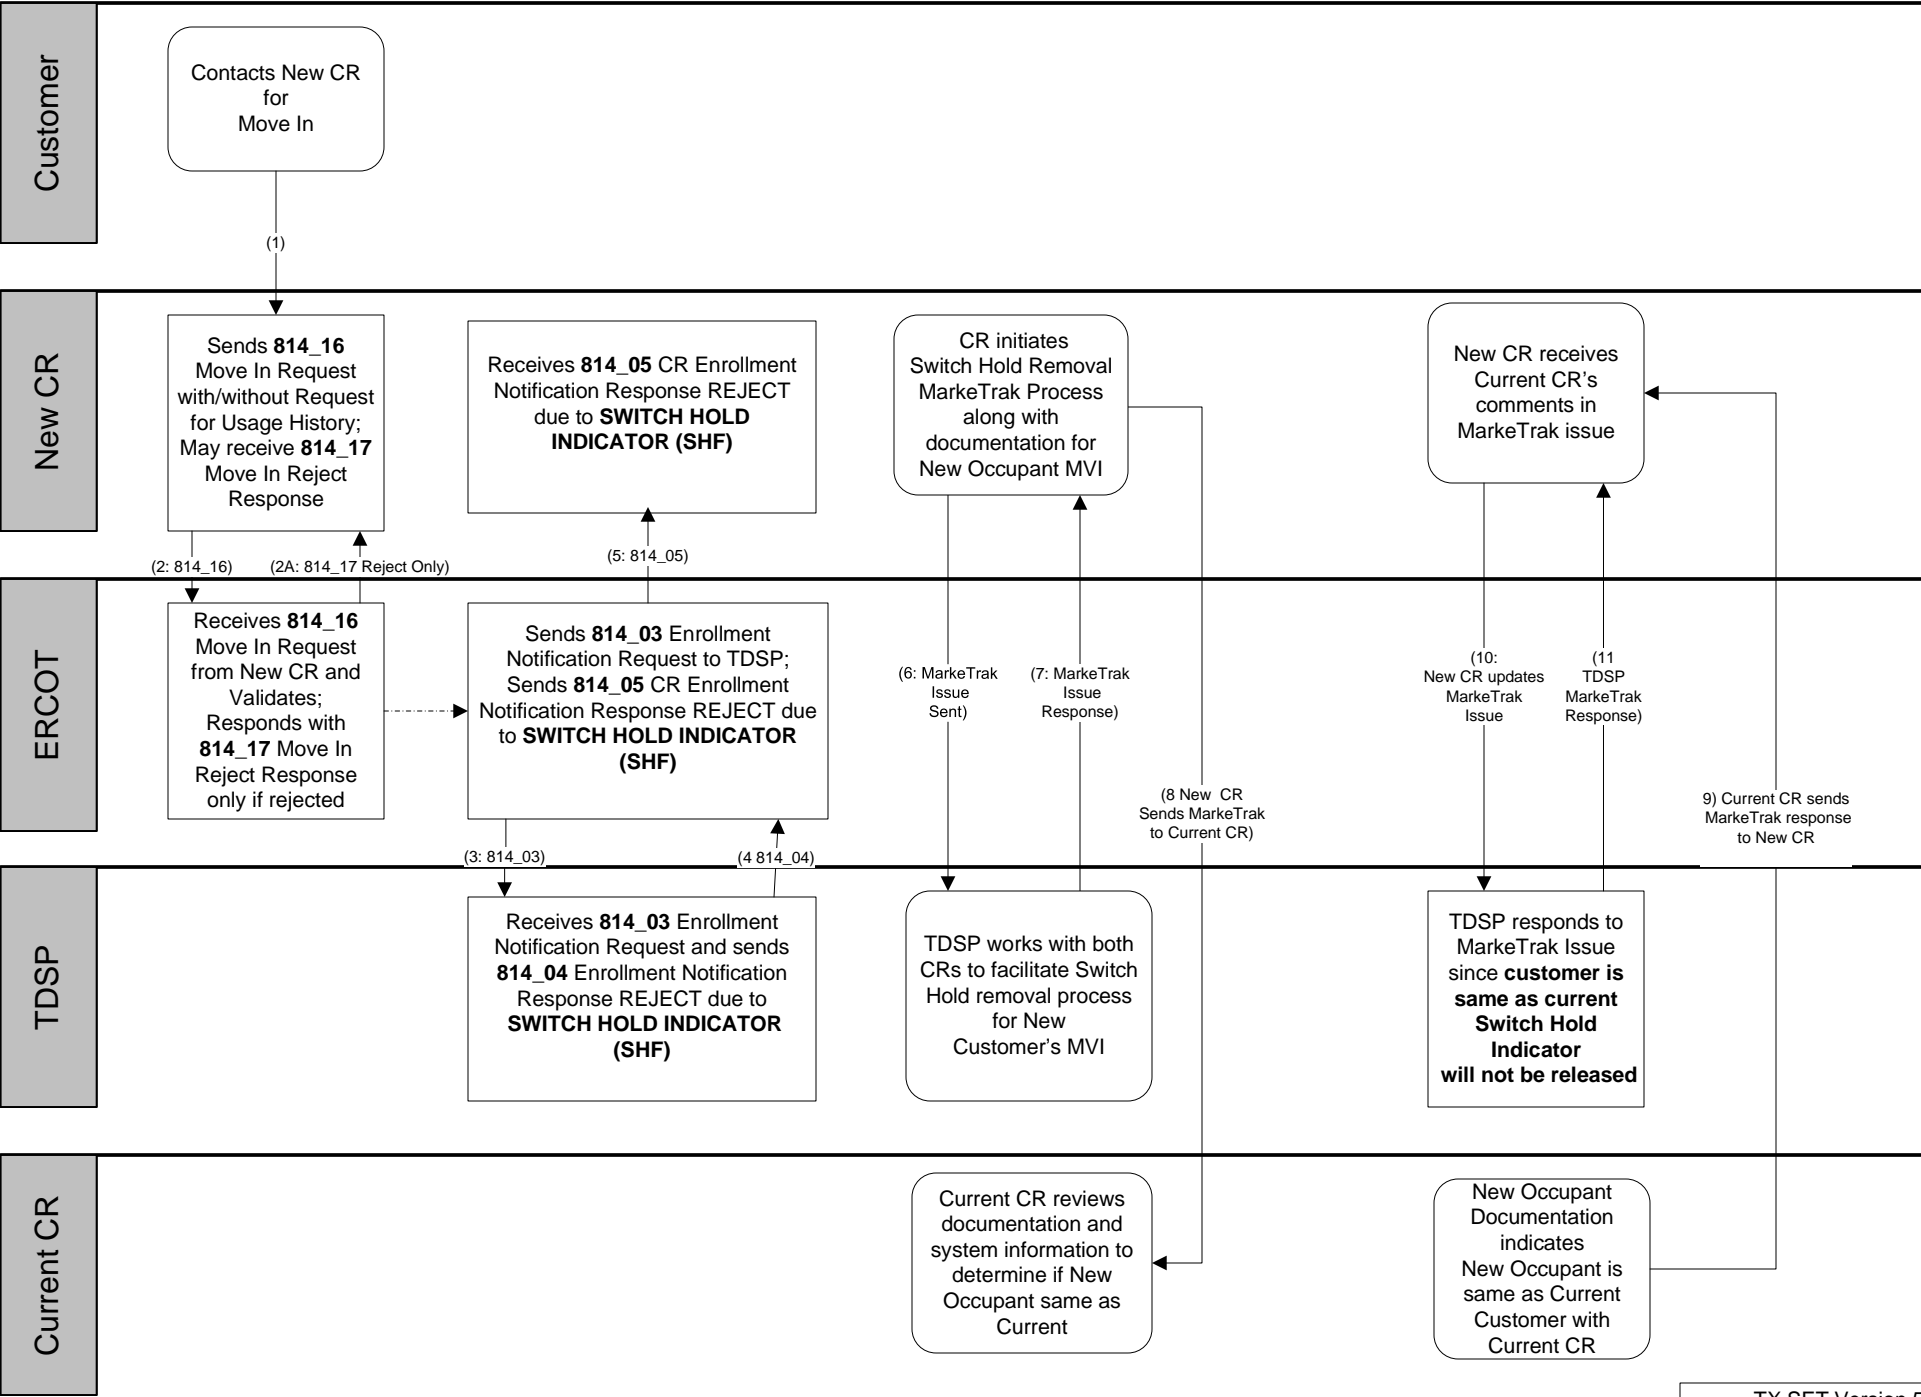 Customer
Contacts New CR
for
Move In
(1)
New CR
Sends 814_16
Move In Request
with/without Request
for Usage History;
May receive 814_17
Move In Reject
Response
Receives 814_05 CR Enrollment
Notification Response REJECT
due to SWITCH HOLD
INDICATOR (SHF)
CR initiates
Switch Hold Removal
MarkeTrak Process
along with
documentation for
New Occupant MVI
New CR receives
Current CR's
comments in
MarkeTrak issue
(2: 814_16)
(2A: 814_17 Reject Only)
(5: 814_05)
ERCOT
Receives 814_16
Move In Request
from New CR and
Validates;
Responds with
814_17 Move In
Reject Response
only if rejected
Sends 814_03 Enrollment
Notification Request to TDSP;
Sends 814_05 CR Enrollment
Notification Response REJECT due
to SWITCH HOLD INDICATOR
(SHF)
(6: MarkeTrak
Issue
Sent)
(7: MarkeTrak
Issue
Response)
(8 New CR
Sends MarkeTrak
to Current CR)
(10:
New CR updates
MarkeTrak
Issue
(11
TDSP
MarkeTrak
Response)
9) Current CR sends
MarkeTrak response
to New CR
(3: 814_03)
(4 814_04)
TDSP
Receives 814_03 Enrollment
Notification Request and sends
814_04 Enrollment Notification
Response REJECT due to
SWITCH HOLD INDICATOR
(SHF)
TDSP works with both
CRs to facilitate Switch
Hold removal process
for New
Customer's MVI
TDSP responds to
MarkeTrak Issue
since customer is
same as current
Switch Hold
Indicator
will not be released
Current CR
Current CR reviews
documentation and
system information to
determine if New
Occupant same as
Current
New Occupant
Documentation
indicates
New Occupant is
same as Current
Customer with
Current CR
TX SET Version